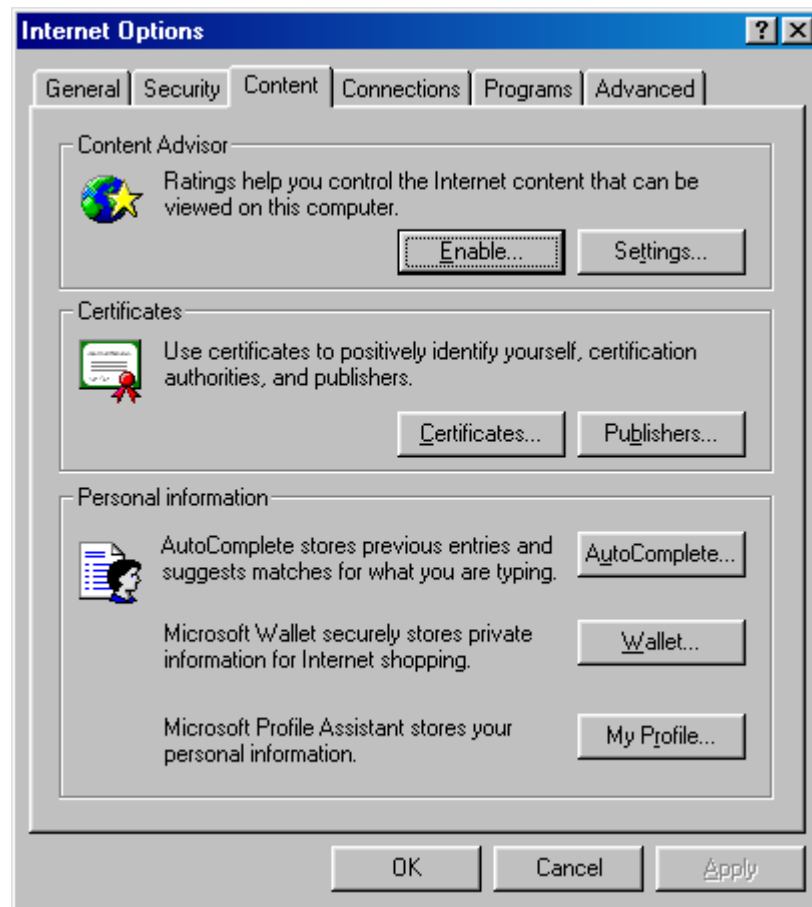 Internet Options
General Security Content Connections Programs Advanced
Content Advisor
Ratings help you control the Internet content that can be
viewed on this computer.
Enable... Settings...
Certificates
Use certificates to positively identify yourself, certification
authorities, and publishers.
Certificates... Publishers...
Personal information
AutoComplete stores previous entries and
suggests matches for what you are typing.
AutoComplete...
Microsoft Wallet securely stores private
information for Internet shopping.
Wallet...
Microsoft Profile Assistant stores your
personal information.
My Profile...
OK Cancel Apply